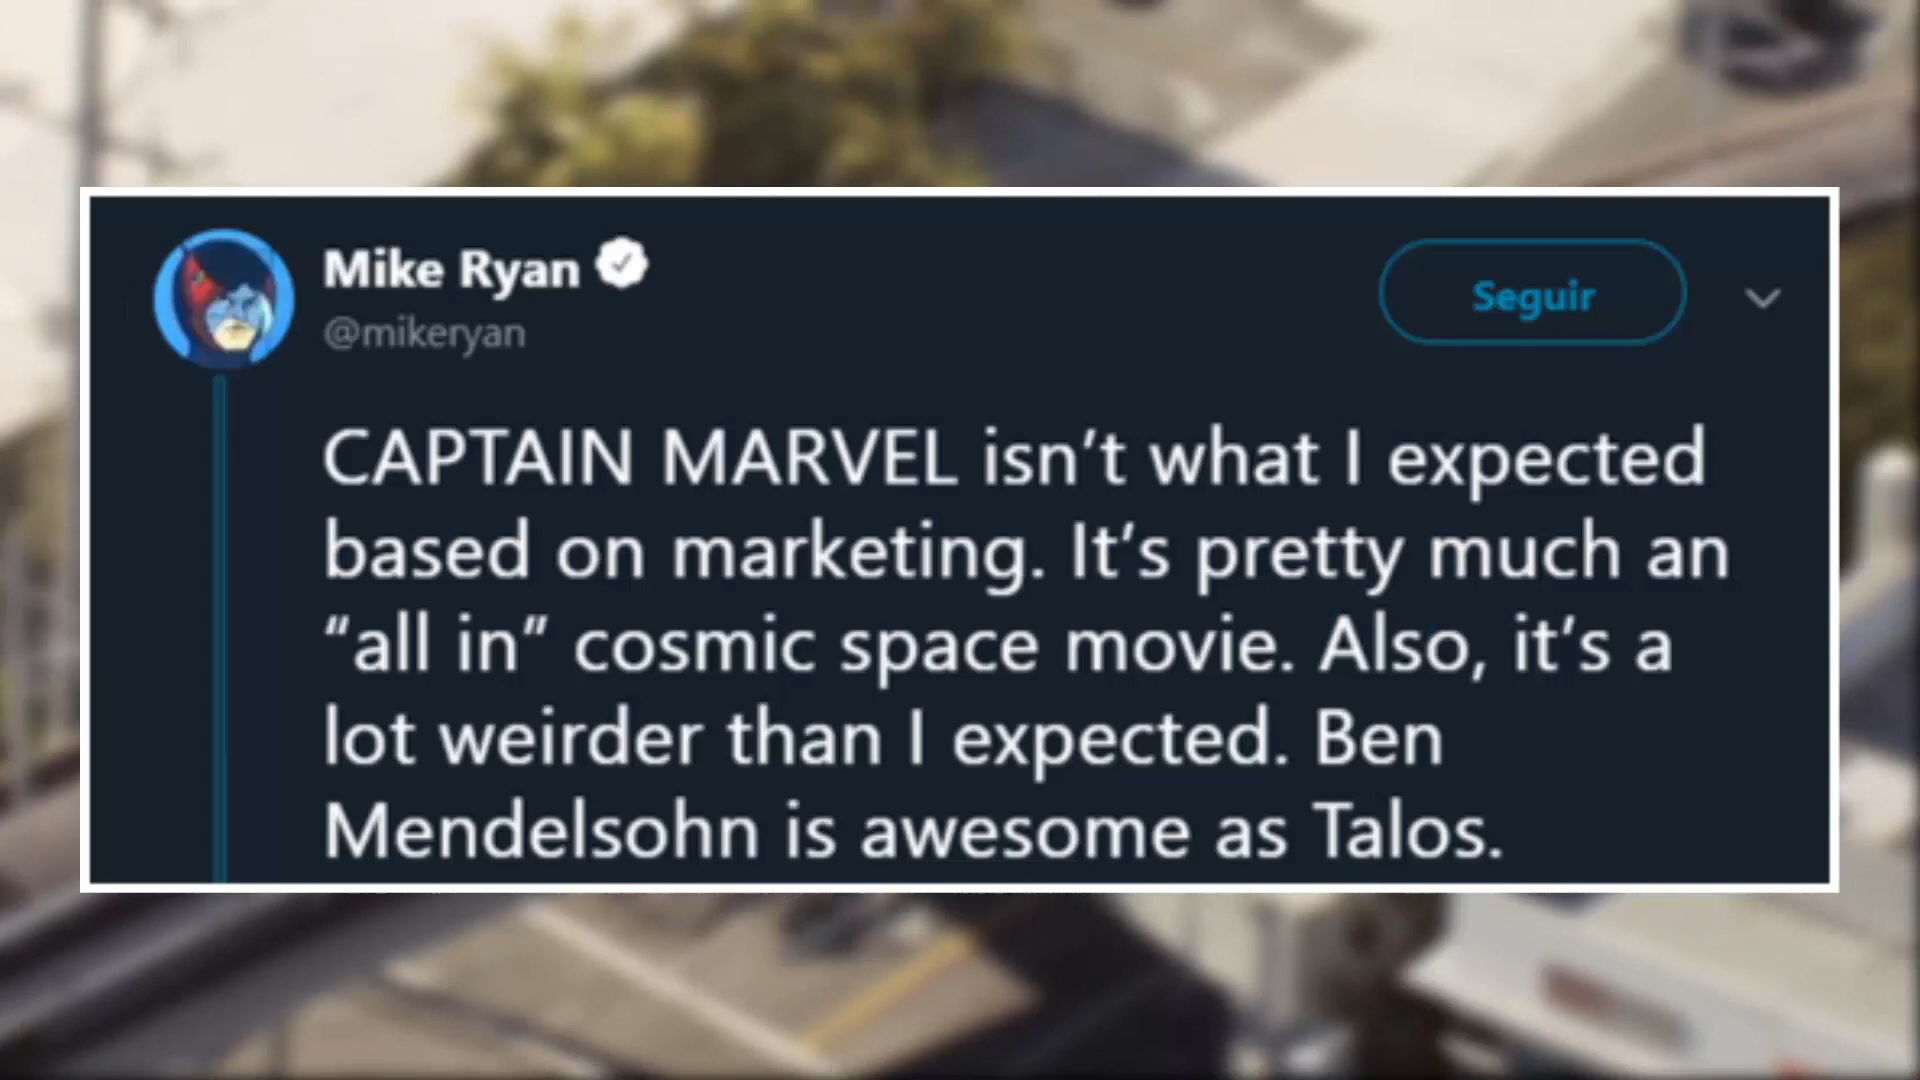 Mike Ryan
@mikeryan
Seguir
CAPTAIN MARVEL isn’t what I expected
based on marketing. It’s pretty much an
“all in” cosmic space movie. Also, it’s a
lot weirder than I expected. Ben
Mendelsohn is awesome as Talos.